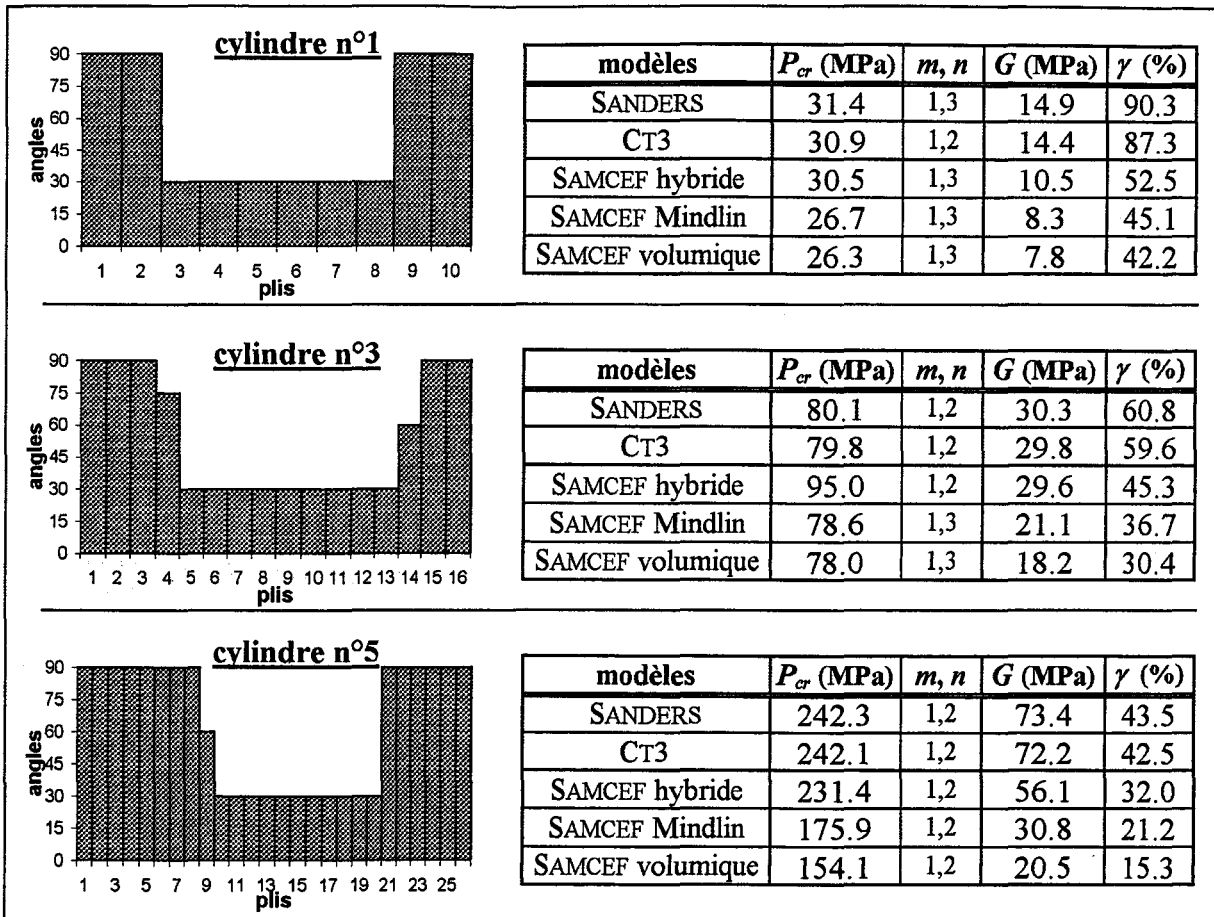 cylindre n°1
90
75
60
45
30
15
0
angles
1 2 3 4 5 6 7 8 9 10
plis
modèles P_cr (MPa) m, n G (MPa) γ (%)
SANDERS 31.4 1,3 14.9 90.3
CT3 30.9 1,2 14.4 87.3
SAMCEF hybride 30.5 1,3 10.5 52.5
SAMCEF Mindlin 26.7 1,3 8.3 45.1
SAMCEF volumique 26.3 1,3 7.8 42.2
cylindre n°3
90
75
60
45
30
15
0
angles
1 2 3 4 5 6 7 8 9 10 11 12 13 14 15 16
plis
modèles P_cr (MPa) m, n G (MPa) γ (%)
SANDERS 80.1 1,2 30.3 60.8
CT3 79.8 1,2 29.8 59.6
SAMCEF hybride 95.0 1,2 29.6 45.3
SAMCEF Mindlin 78.6 1,3 21.1 36.7
SAMCEF volumique 78.0 1,3 18.2 30.4
cylindre n°5
90
75
60
45
30
15
0
angles
1 3 5 7 9 11 13 15 17 19 21 23 25
plis
modèles P_cr (MPa) m, n G (MPa) γ (%)
SANDERS 242.3 1,2 73.4 43.5
CT3 242.1 1,2 72.2 42.5
SAMCEF hybride 231.4 1,2 56.1 32.0
SAMCEF Mindlin 175.9 1,2 30.8 21.2
SAMCEF volumique 154.1 1,2 20.5 15.3